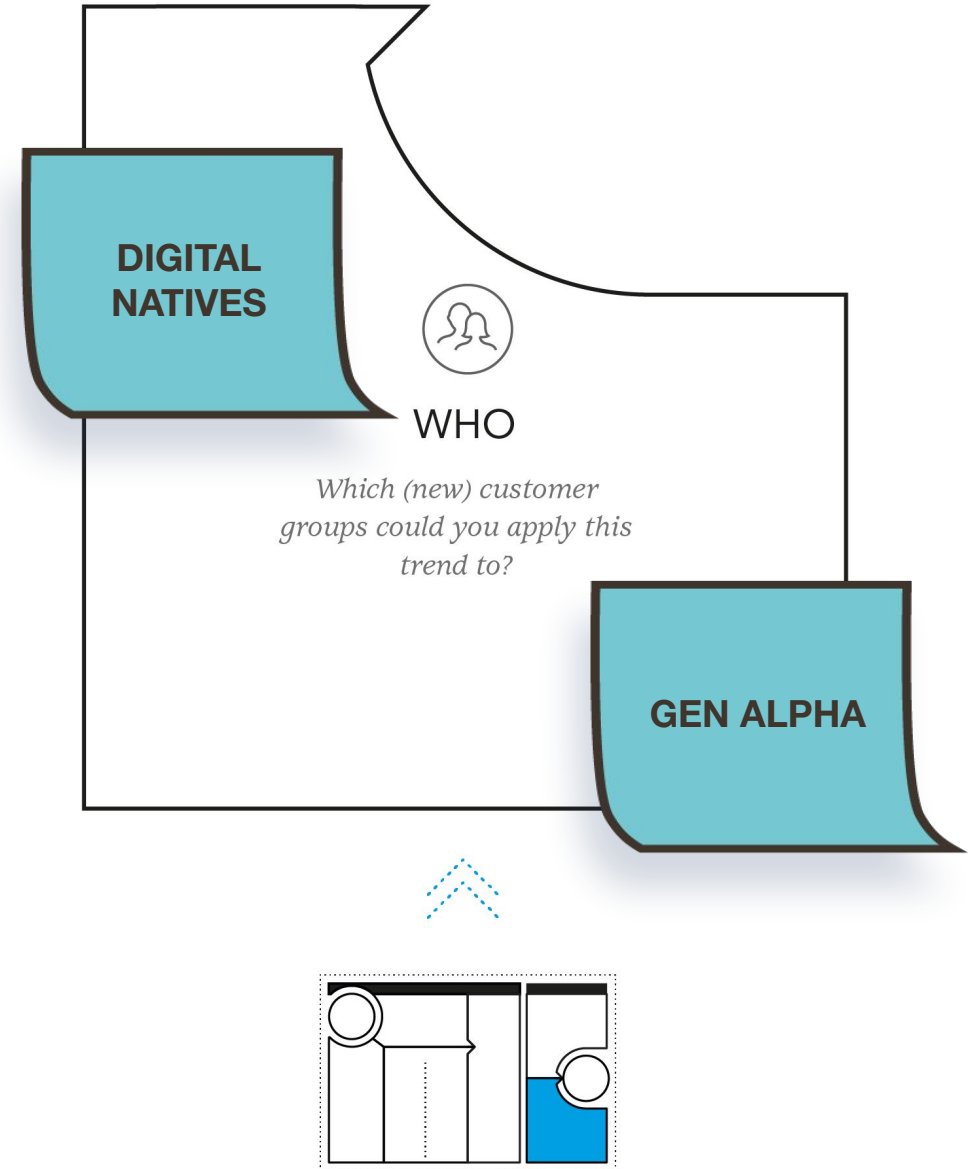 DIGITAL
NATIVES
WHO
Which (new) customer
groups could you apply this
trend to?
GEN ALPHA